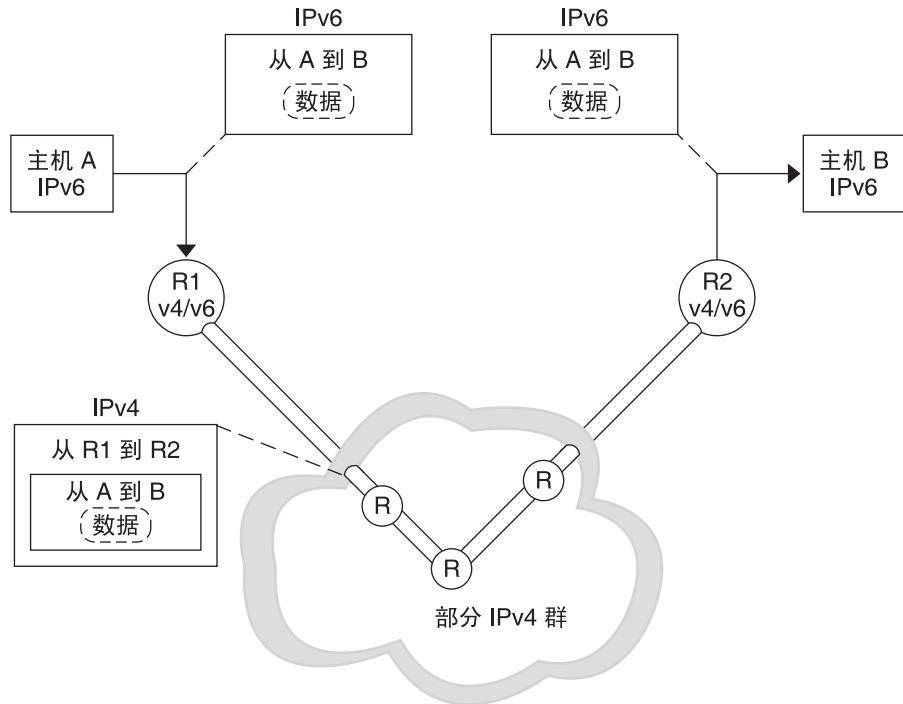 IPv6
从 A 到 B
数据
IPv6
从 A 到 B
数据
主机 A
IPv6
主机 B
IPv6
R1
v4/v6
R2
v4/v6
IPv4
从 R1 到 R2
从 A 到 B
数据
R
R
R
部分 IPv4 群